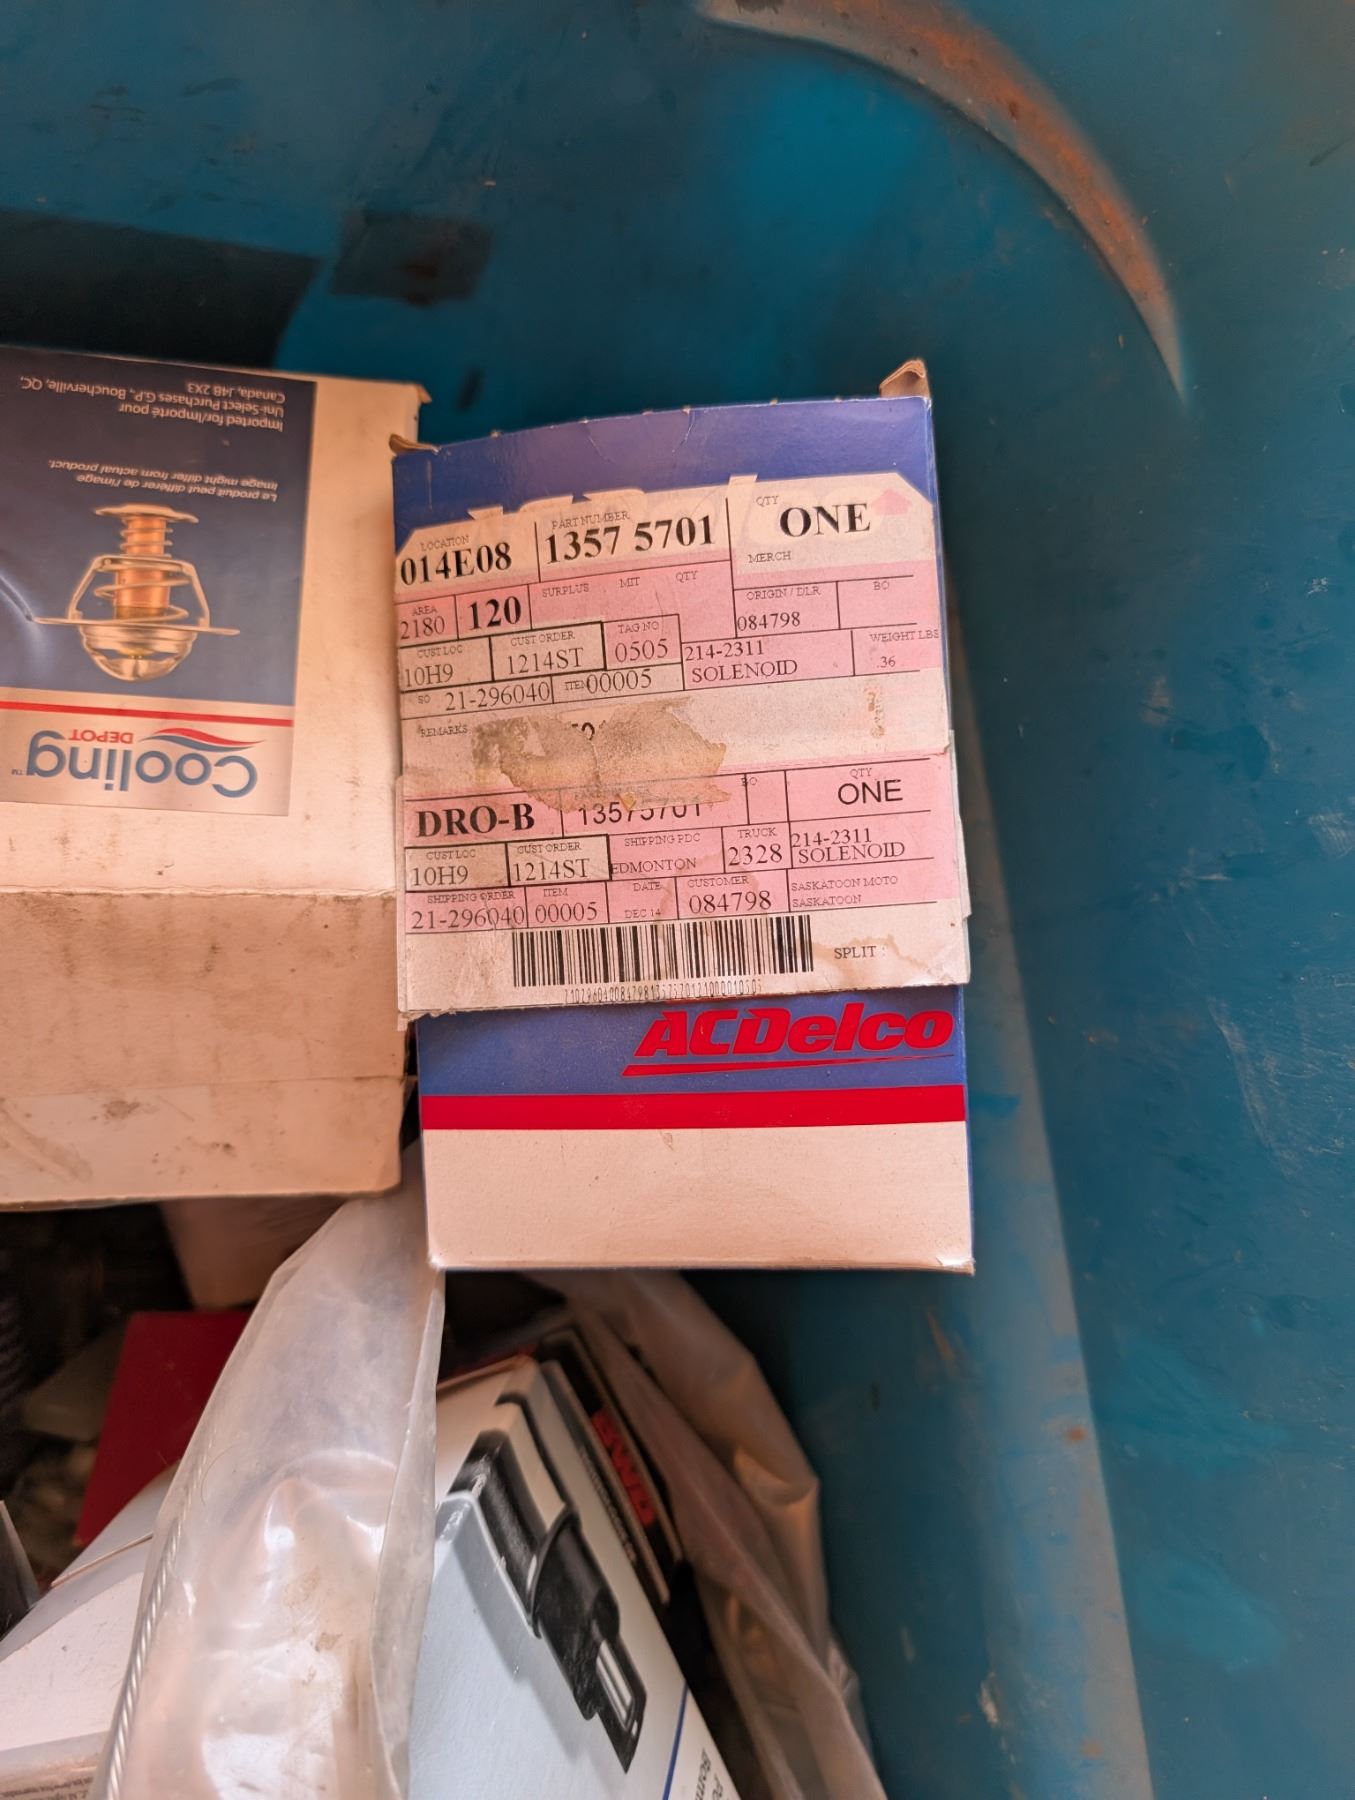 Imported for/Importé pour
Uni-Select Purchases G.P., Boucherville, QC,
Canada, J4B 2X3
Le produit peut différer de l'image
Image might differ from actual product.
Cooling™
DEPOT
LOCATION PART NUMBER QTY
014E08 1357 5701 ONE
MERCH
AREA SURPLUS MIT QTY ORIGIN / DLR BO
2180 120 084798
CUST LOC CUST ORDER TAG NO WEIGHT LBS
10H9 1214ST 0505 214-2311
SOLENOID .36
SO 21-296040 ITEM 00005
REMARKS
BO QTY
DRO-B 13575701 ONE
CUST LOC CUST ORDER SHIPPING PDC TRUCK 214-2311
10H9 1214ST EDMONTON 2328 SOLENOID
SHIPPING ORDER ITEM DATE CUSTOMER SASKATOON MOTO
21-296040 00005 DEC 14 084798 SASKATOON
SPLIT :
ACDelco